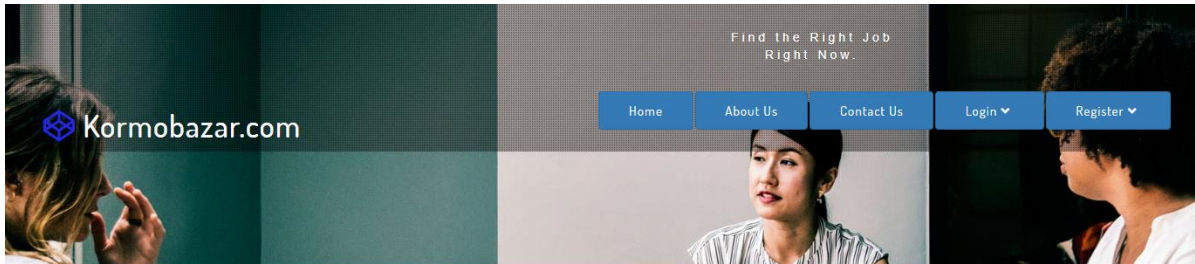 Find the Right Job
Right Now.
Home About Us Contact Us Login Register
Kormobazar.com